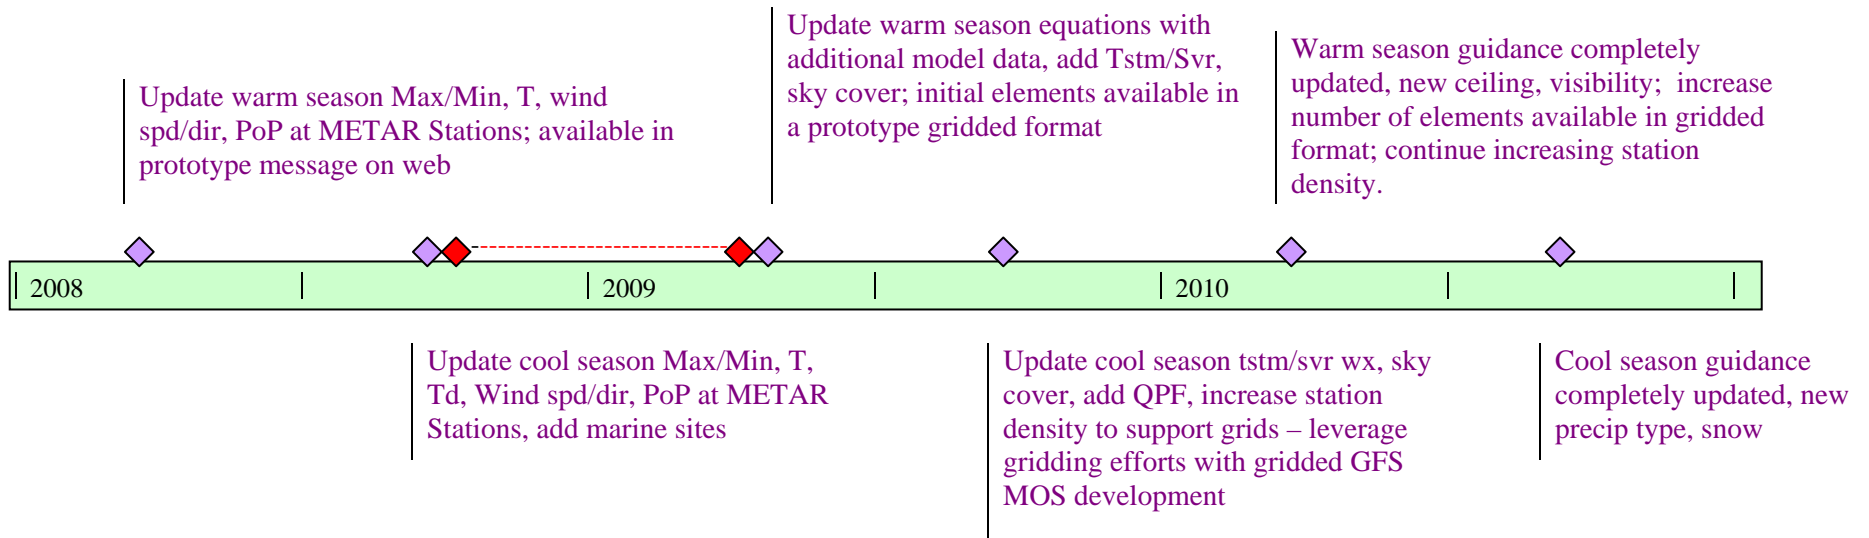 Update warm season Max/Min, T, wind
spd/dir, PoP at METAR Stations; available in
prototype message on web
Update warm season equations with
additional model data, add Tstm/Svr,
sky cover; initial elements available in
a prototype gridded format
Warm season guidance completely
updated, new ceiling, visibility;  increase
number of elements available in gridded
format; continue increasing station
density.
2008
2009
2010
Update cool season Max/Min, T,
Td, Wind spd/dir, PoP at METAR
Stations, add marine sites
Update cool season tstm/svr wx, sky
cover, add QPF, increase station
density to support grids – leverage
gridding efforts with gridded GFS
MOS development
Cool season guidance
completely updated, new
precip type, snow